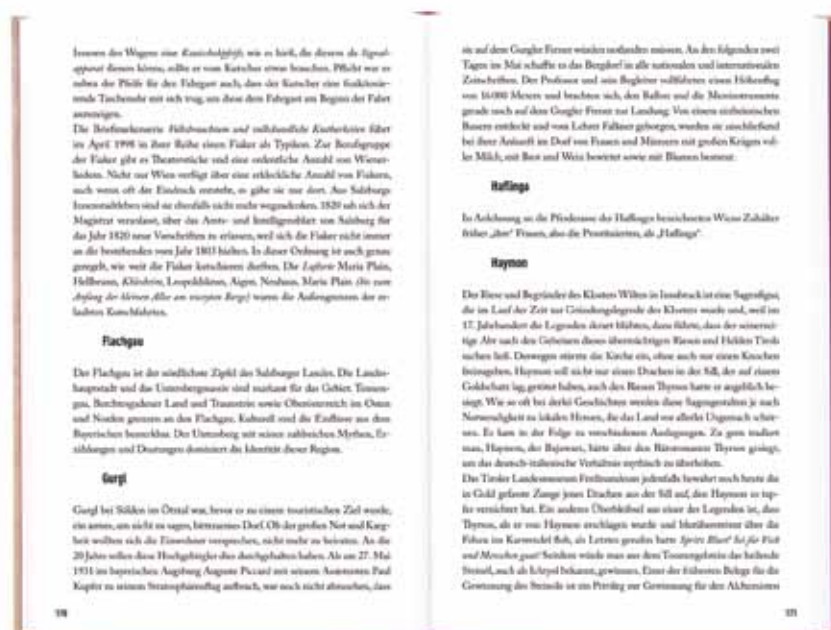 Inneren des Wagens eine Kautschukpfeife, wie es hieß, die diesem als Signal-
apparat dienen könne, sollte er vom Kutscher etwas brauchen. Pflicht war es
neben der Pfeife für den Fahrgast auch, dass der Kutscher eine funktionie-
rende Taschenuhr mit sich trug, um diese dem Fahrgast am Beginn der Fahrt
anzuzeigen.
Die Briefmarkenserie Volksbrauchtum und volkskundliche Kostbarkeiten führt
im April 1998 in ihrer Reihe einen Fiaker als Typikon. Zur Berufsgruppe
der Fiaker gibt es Theaterstücke und eine ordentliche Anzahl von Wiener-
liedern. Nicht nur Wien verfügt über eine erkleckliche Anzahl von Fiakern,
auch wenn oft der Eindruck entsteht, es gäbe sie nur dort. Aus Salzburgs
Innenstadtleben sind sie ebenfalls nicht mehr wegzudenken. 1820 sah sich der
Magistrat veranlasst, über das Amts- und Intelligenzblatt von Salzburg für
das Jahr 1820 neue Vorschriften zu erlassen, weil sich die Fiaker nicht immer
an die bestehenden vom Jahr 1803 hielten. In dieser Ordnung ist auch genau
geregelt, wie weit die Fiaker kutschieren durften. Die Lustorte Maria Plain,
Hellbrunn, Kleßheim, Leopoldskron, Aigen, Neuhaus, Maria Plain (bis zum
Anfang der kleinen Allee am ersten Berge) waren die Außengrenzen der er-
laubten Kutschfahrten.
Flachgau
Der Flachgau ist der nördlichste Zipfel des Salzburger Landes. Die Landes-
hauptstadt und das Untersbergmassiv sind markant für das Gebiet. Tennen-
gau, Berchtesgadener Land und Traunstein sowie Oberösterreich im Osten
und Norden grenzen an den Flachgau. Kulturell sind die Einflüsse aus dem
Bayerischen bemerkbar. Der Untersberg mit seinen zahlreichen Mythen, Er-
zählungen und Deutungen dominiert die Identität dieser Region.
Gurgl
Gurgl bei Sölden im Ötztal war, bevor es zu einem touristischen Ziel wurde,
ein armes, um nicht zu sagen, bitterarmes Dorf. Ob der großen Not und Karg-
heit wollten sich die Einwohner versprechen, nicht mehr zu heiraten. An die
20 Jahre sollen diese Hochgebirgler dies durchgehalten haben. Als am 27. Mai
1931 im bayerischen Augsburg Auguste Piccard mit seinem Assistenten Paul
Kipfer zu seinem Stratosphärenflug aufbrach, war noch nicht abzusehen, dass
170
sie auf dem Gurgler Ferner würden notlanden müssen. An den folgenden zwei
Tagen im Mai schaffte es das Bergdorf in alle nationalen und internationalen
Zeitschriften. Der Professor und sein Begleiter vollführten einen Höhenflug
von 16 000 Metern und brachten sich, den Ballon und die Messinstrumente
gerade noch auf dem Gurgler Ferner zur Landung. Von einem einheimischen
Bauern entdeckt und vom Lehrer Falkner geborgen, wurden sie anschließend
bei ihrer Ankunft im Dorf von Frauen und Männern mit großen Krügen vol-
ler Milch, mit Brot und Wein bewirtet sowie mit Blumen bestreut.
Haflinga
In Anlehnung an die Pferderasse der Haflinger bezeichneten Wiens Zuhälter
früher „ihre“ Frauen, also die Prostituierten, als „Haflinga“.
Haymon
Der Riese und Begründer des Klosters Wilten in Innsbruck ist eine Sagenfigur,
die im Lauf der Zeit zur Gründungslegende des Klosters wurde und, weil im
17. Jahrhundert die Legenden derart blühten, dazu führte, dass der seinerzei-
tige Abt nach den Gebeinen dieses übermächtigen Riesen und Helden Tirols
suchen ließ. Deswegen stürzte die Kirche ein, ohne auch nur einen Knochen
freizugeben. Haymon soll nicht nur einen Drachen in der Sill, der auf einem
Goldschatz lag, getötet haben, auch den Riesen Thyrsus hatte er angeblich be-
siegt. Wie so oft bei derlei Geschichten werden diese Sagengestalten je nach
Notwendigkeit zu lokalen Heroen, die das Land vor allerlei Ungemach schüt-
zen. Es kam in der Folge zu verschiedenen Auslegungen. Zu gern tradiert
man, Haymon, der Bajuware, hätte über den Rätoromanen Thyrsus gesiegt,
um das deutsch-italienische Verhältnis mythisch zu überhöhen.
Das Tiroler Landesmuseum Ferdinandeum jedenfalls bewahrt noch heute die
in Gold gefasste Zunge jenes Drachen aus der Sill auf, den Haymon so tap-
fer vernichtet hat. Ein anderes Überbleibsel aus einer der Legenden ist, dass
Thyrsus, als er von Haymon erschlagen wurde und blutüberströmt über die
Felsen im Karwendel floh, als Letztes gerufen hatte Spritz Bluet! Sei für Vieh
und Menschen guet! Seitdem würde man aus dem Tonergestein das heilende
Steinöl, auch als Ichtyol bekannt, gewinnen. Einer der frühesten Belege für die
Gewinnung des Steinöls ist ein Privileg zur Gewinnung für den Alchemisten
171